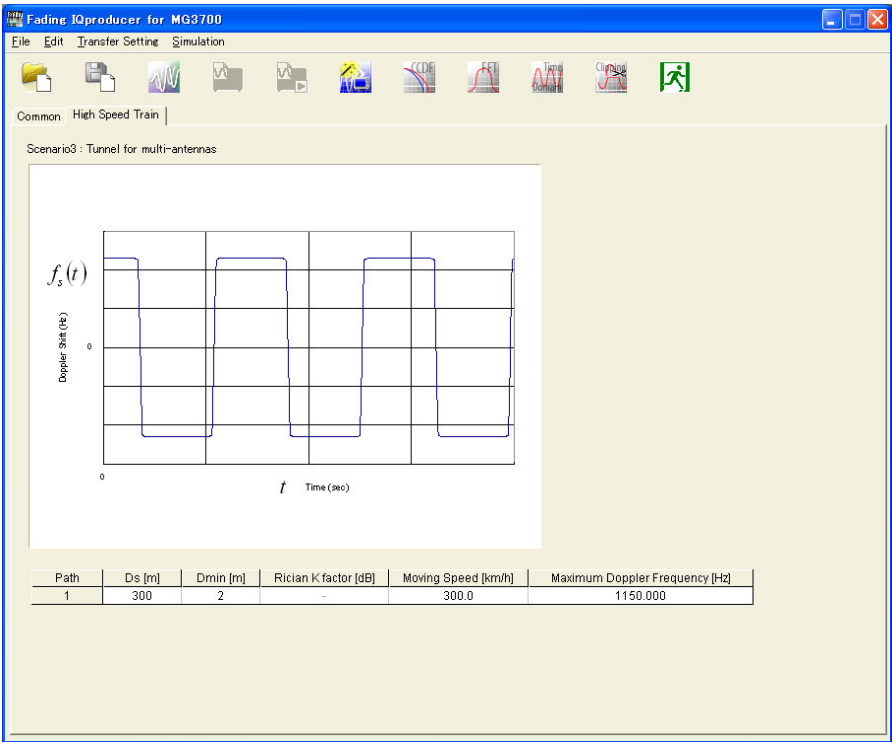 Fading IQproducer for MG3700
File Edit Transfer Setting Simulation
CCDF FFT Time Domain Clipping
Common High Speed Train
Scenario3 : Tunnel for multi-antennas
fs(t)
Doppler Shift (Hz)
0
0
t Time (sec)
Path Ds [m] Dmin [m] Rician K factor [dB] Moving Speed [km/h] Maximum Doppler Frequency [Hz]
1 300 2 - 300.0 1150.000